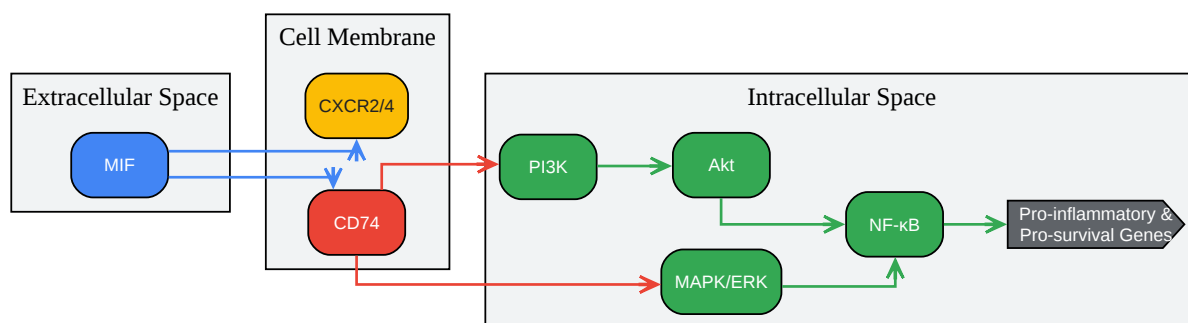 Cell Membrane
Extracellular Space
Intracellular Space
CXCR2/4
MIF
PI3K
Akt
CD74
NF-κB
Pro-inflammatory &
Pro-survival Genes
MAPK/ERK